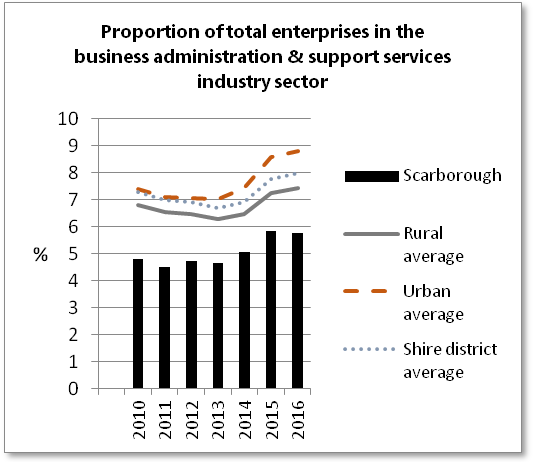 Proportion of total enterprises in the
business administration & support services
industry sector
10
9
8
7
6
5
4
3
2
1
0
%
2010
2011
2012
2013
2014
2015
2016
Scarborough
Rural
average
Urban
average
Shire district
average